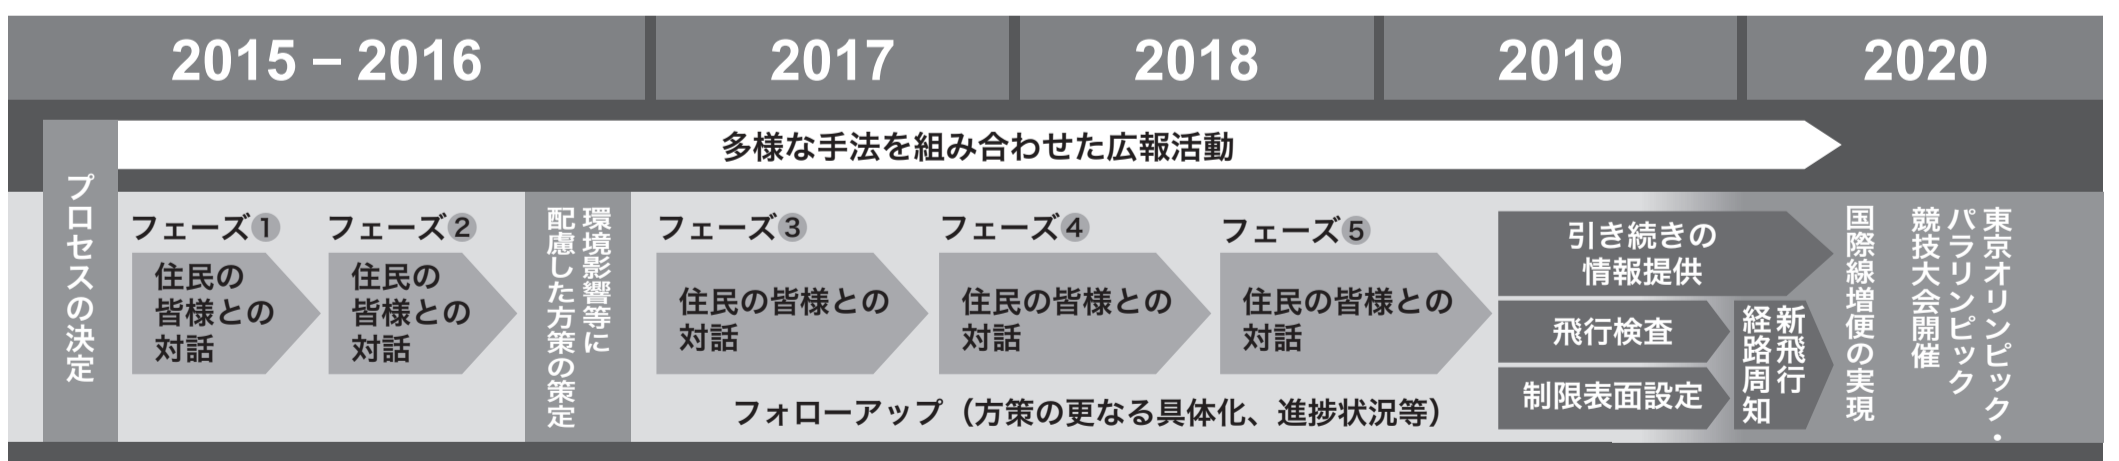 2015 – 2016
2017
2018
2019
2020
多様な手法を組み合わせた広報活動
プロセスの決定
フェーズ①
住民の
皆様との
対話
フェーズ②
住民の
皆様との
対話
環境影響等に
配慮した方策の策定
フェーズ③
住民の皆様との
対話
フェーズ④
住民の皆様との
対話
フェーズ⑤
住民の皆様との
対話
フォローアップ（方策の更なる具体化、進捗状況等）
引き続きの
情報提供
飛行検査
制限表面設定
新飛行
経路周知
国際線増便の実現
東京オリンピック・
パラリンピック
競技大会開催